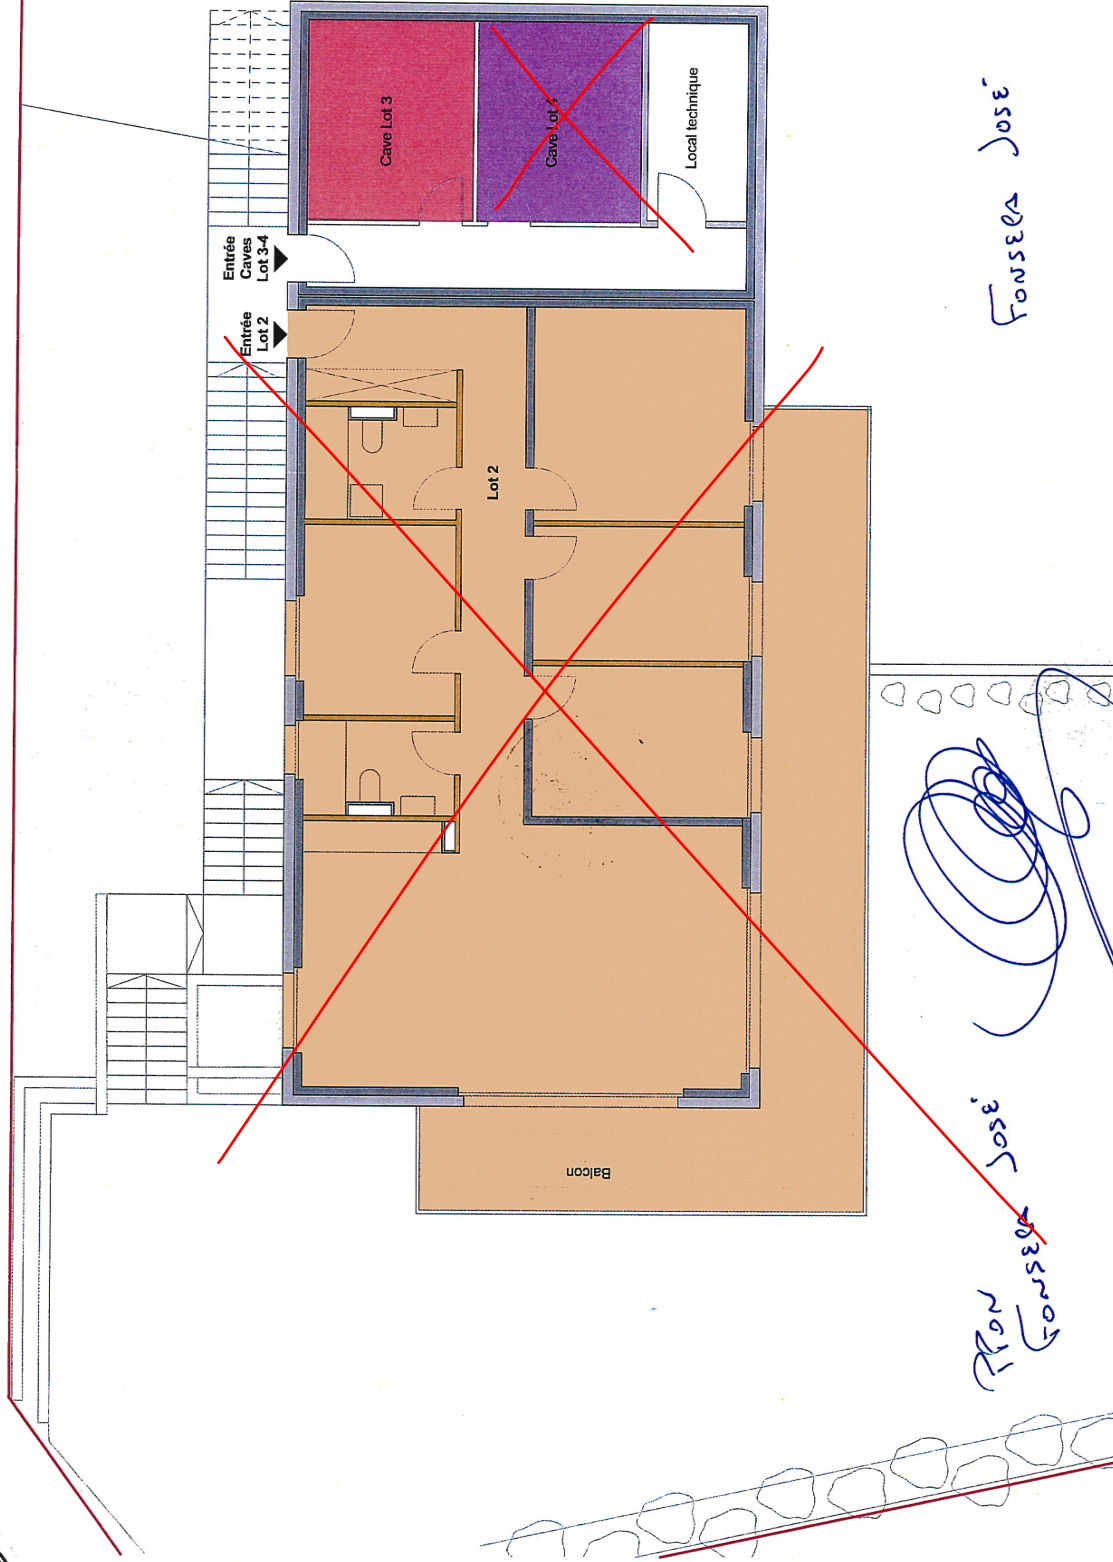 Cave Lot 3
Cave Lot 4
Local technique
Entrée
Caves
Lot 3-4
Entrée
Lot 2
Lot 2
Balcon
FONSECA JOSÉ
JOSÉ
FONSECA